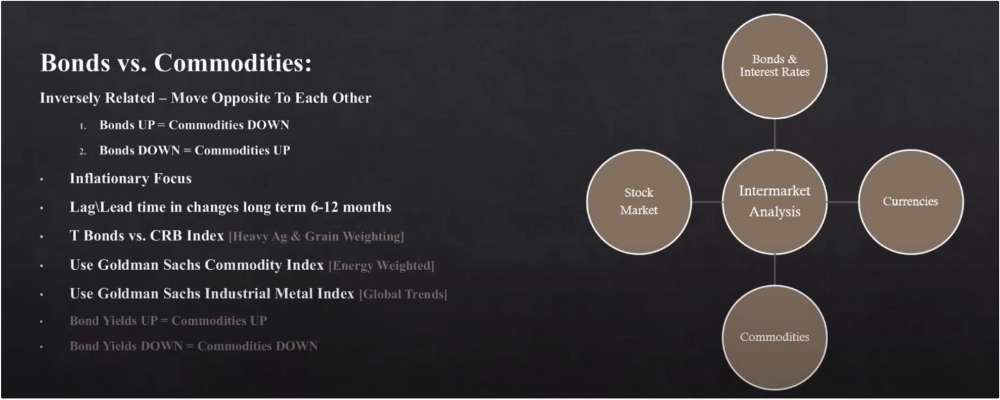 Bonds vs. Commodities:
Inversely Related – Move Opposite To Each Other
1. Bonds UP = Commodities DOWN
2. Bonds DOWN = Commodities UP
· Inflationary Focus
· Lag\Lead time in changes long term 6-12 months
· T Bonds vs. CRB Index [Heavy Ag & Grain Weighting]
· Use Goldman Sachs Commodity Index [Energy Weighted]
· Use Goldman Sachs Industrial Metal Index [Global Trends]
· Bond Yields UP = Commodities UP
· Bond Yields DOWN = Commodities DOWN
Bonds &
Interest Rates
Stock
Market
Intermarket
Analysis
Currencies
Commodities